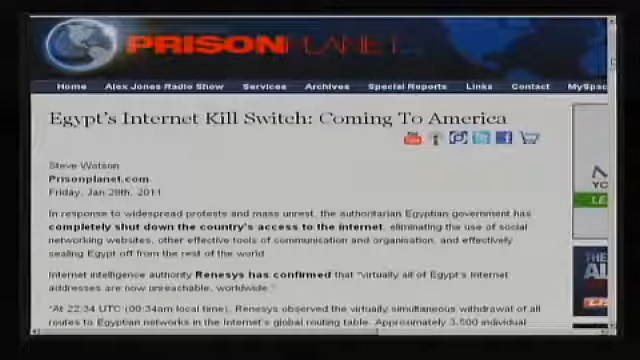 PRISONPLANET
Home Alex Jones Radio Show Services Archives Special Reports Links Contact MySpac
Egypt's Internet Kill Switch: Coming To America
Steve Watson
Prisonplanet.com
Friday, Jan 28th, 2011
In response to widespread protests and mass unrest, the authoritarian Egyptian government has
completely shut down the country's access to the internet, eliminating the use of social
networking websites, other effective tools of communication and organisation, and effectively
sealing Egypt off from the rest of the world
Internet intelligence authority Renesys has confirmed that "virtually all of Egypt's Internet
addresses are now unreachable, worldwide."
"At 22:34 UTC (00:34am local time), Renesys observed the virtually simultaneous withdrawal of all
routes to Egyptian networks in the Internet's global routing table. Approximately 3,500 individual